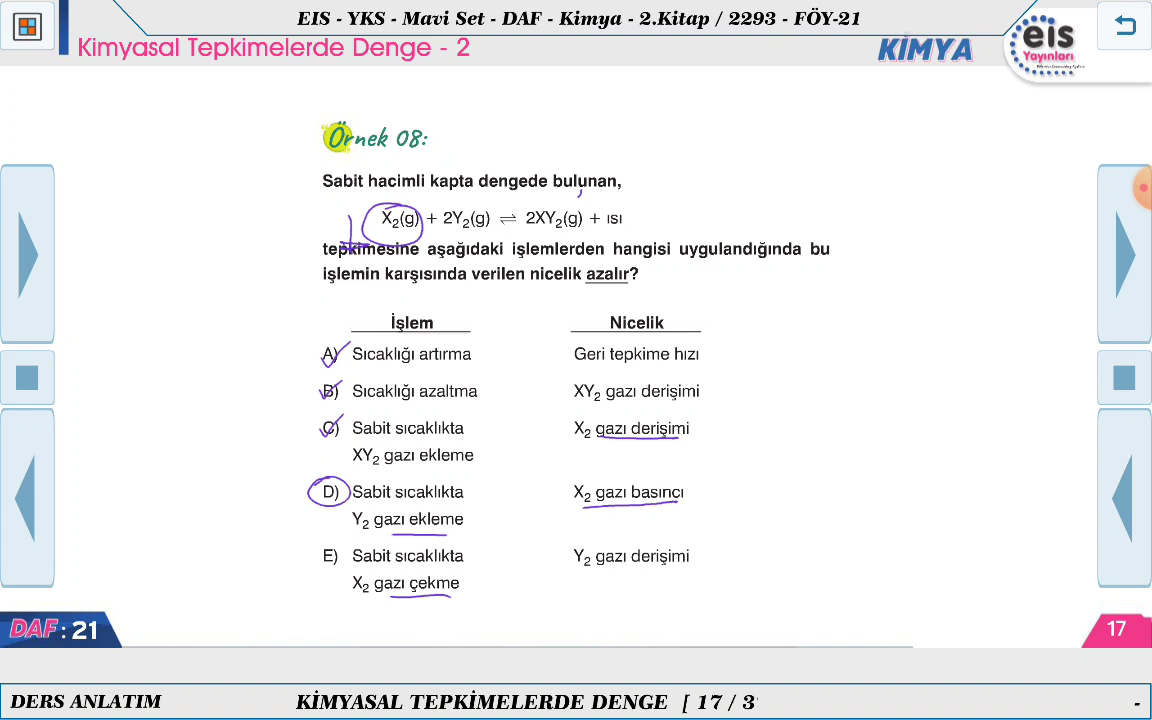 EIS - YKS - Mavi Set - DAF - Kimya - 2.Kitap / 2293 - FÖY-21
Kimyasal Tepkimelerde Denge - 2
KİMYA
eis
Yayınları
Örnek 08:
Sabit hacimli kapta dengede bulunan,
X₂(g) + 2Y₂(g) ⇌ 2XY₂(g) + ısı
tepkimesine aşağıdaki işlemlerden hangisi uygulandığında bu
işlemin karşısında verilen nicelik azalır?
İşlem Nicelik
A) Sıcaklığı artırma Geri tepkime hızı
B) Sıcaklığı azaltma XY₂ gazı derişimi
C) Sabit sıcaklıkta X₂ gazı derişimi
XY₂ gazı ekleme
D) Sabit sıcaklıkta X₂ gazı basıncı
Y₂ gazı ekleme
E) Sabit sıcaklıkta Y₂ gazı derişimi
X₂ gazı çekme
DAF : 21
17
DERS ANLATIM KİMYASAL TEPKİMELERDE DENGE [ 17 / 3 -